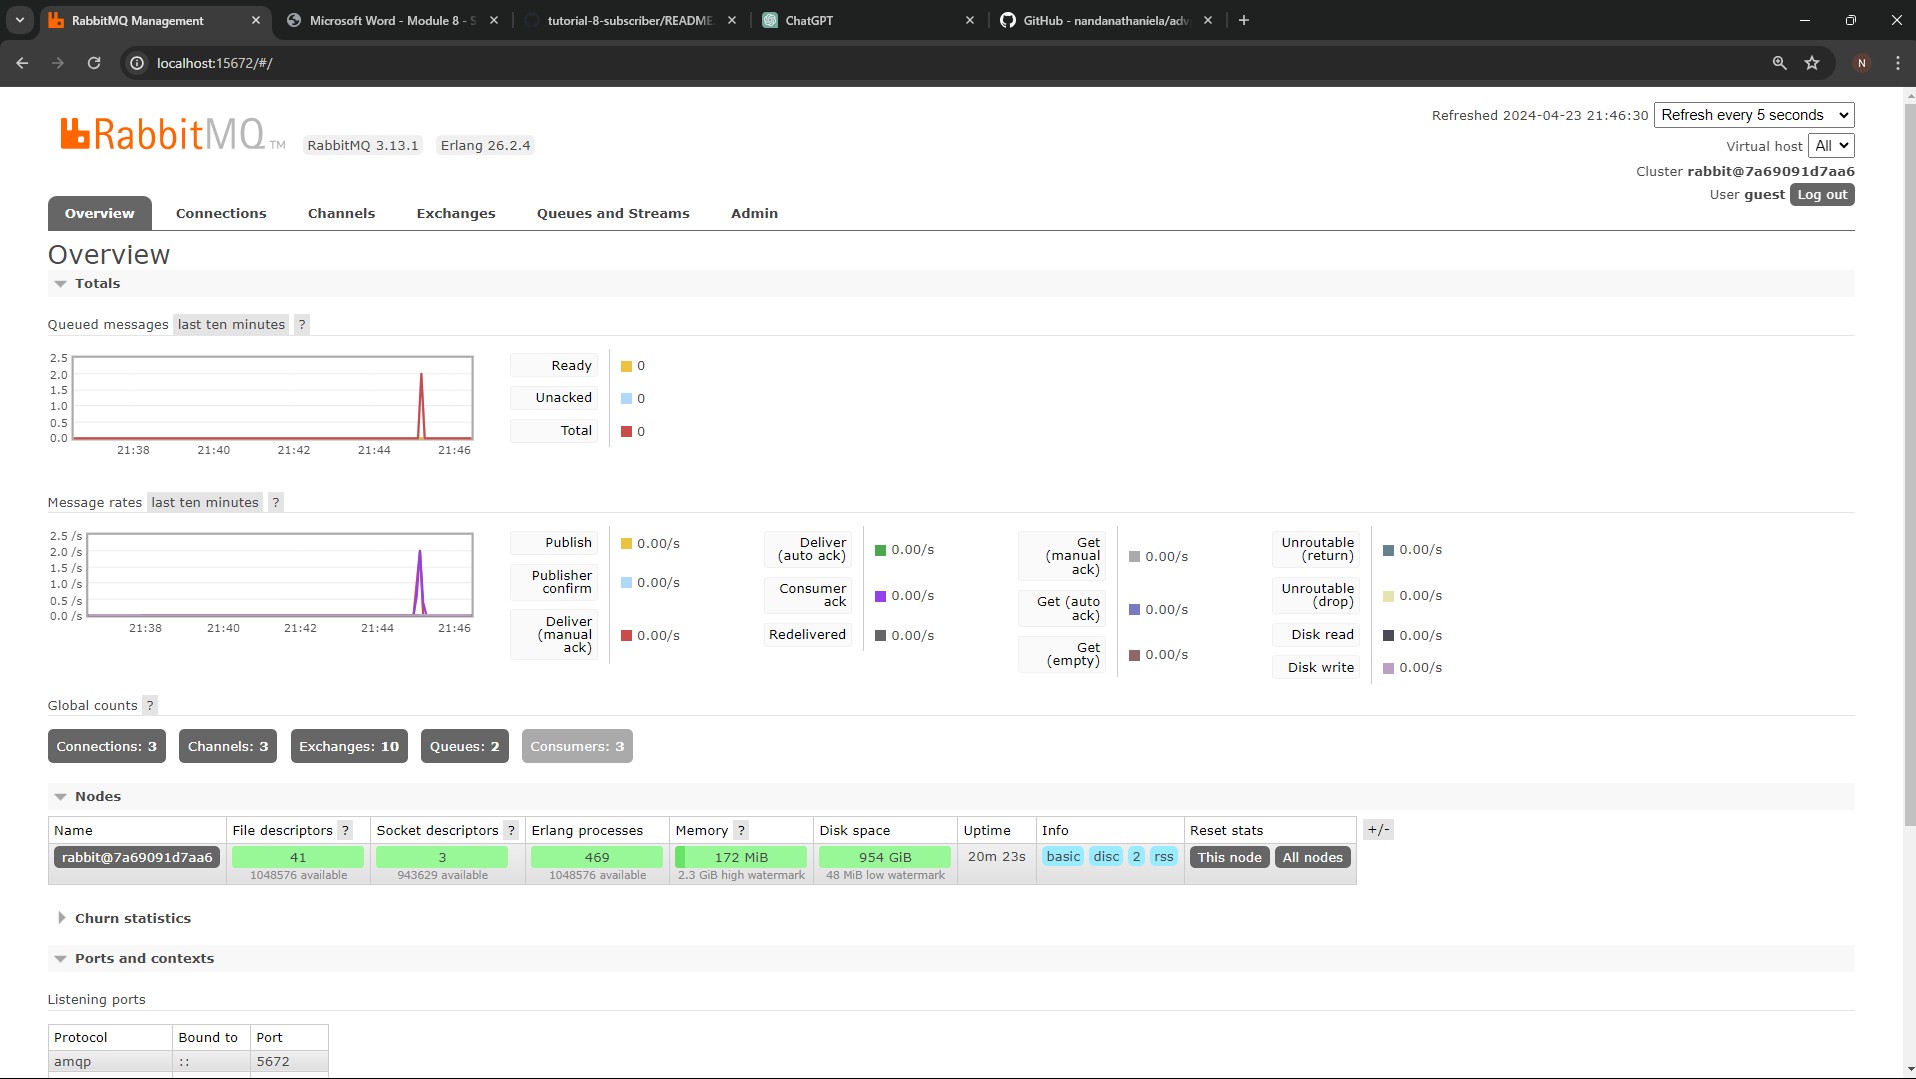 RabbitMQ Management
Microsoft Word - Module 8 - S
tutorial-8-subscriber/README
ChatGPT
GitHub - nandanathaniela/adv
localhost:15672/#/
N
RabbitMQ TM
RabbitMQ 3.13.1
Erlang 26.2.4
Refreshed 2024-04-23 21:46:30
Refresh every 5 seconds
Virtual host
All
Cluster rabbit@7a69091d7aa6
User guest
Log out
Overview
Connections
Channels
Exchanges
Queues and Streams
Admin
Overview
Totals
Queued messages last ten minutes ?
2.5
2.0
1.5
1.0
0.5
0.0
21:38
21:40
21:42
21:44
21:46
Ready
0
Unacked
0
Total
0
Message rates last ten minutes ?
2.5 /s
2.0 /s
1.5 /s
1.0 /s
0.5 /s
0.0 /s
21:38
21:40
21:42
21:44
21:46
Publish
0.00/s
Publisher
confirm
0.00/s
Deliver
(manual
ack)
0.00/s
Deliver
(auto ack)
0.00/s
Consumer
ack
0.00/s
Redelivered
0.00/s
Get
(manual
ack)
0.00/s
Get (auto
ack)
0.00/s
Get
(empty)
0.00/s
Unroutable
(return)
0.00/s
Unroutable
(drop)
0.00/s
Disk read
0.00/s
Disk write
0.00/s
Global counts ?
Connections: 3
Channels: 3
Exchanges: 10
Queues: 2
Consumers: 3
Nodes
Name
File descriptors ?
Socket descriptors ?
Erlang processes
Memory ?
Disk space
Uptime
Info
Reset stats
+/-
rabbit@7a69091d7aa6
41
1048576 available
3
943629 available
469
1048576 available
172 MiB
2.3 GiB high watermark
954 GiB
48 MiB low watermark
20m 23s
basic
disc
2
rss
This node
All nodes
Churn statistics
Ports and contexts
Listening ports
Protocol
Bound to
Port
amqp
::
5672